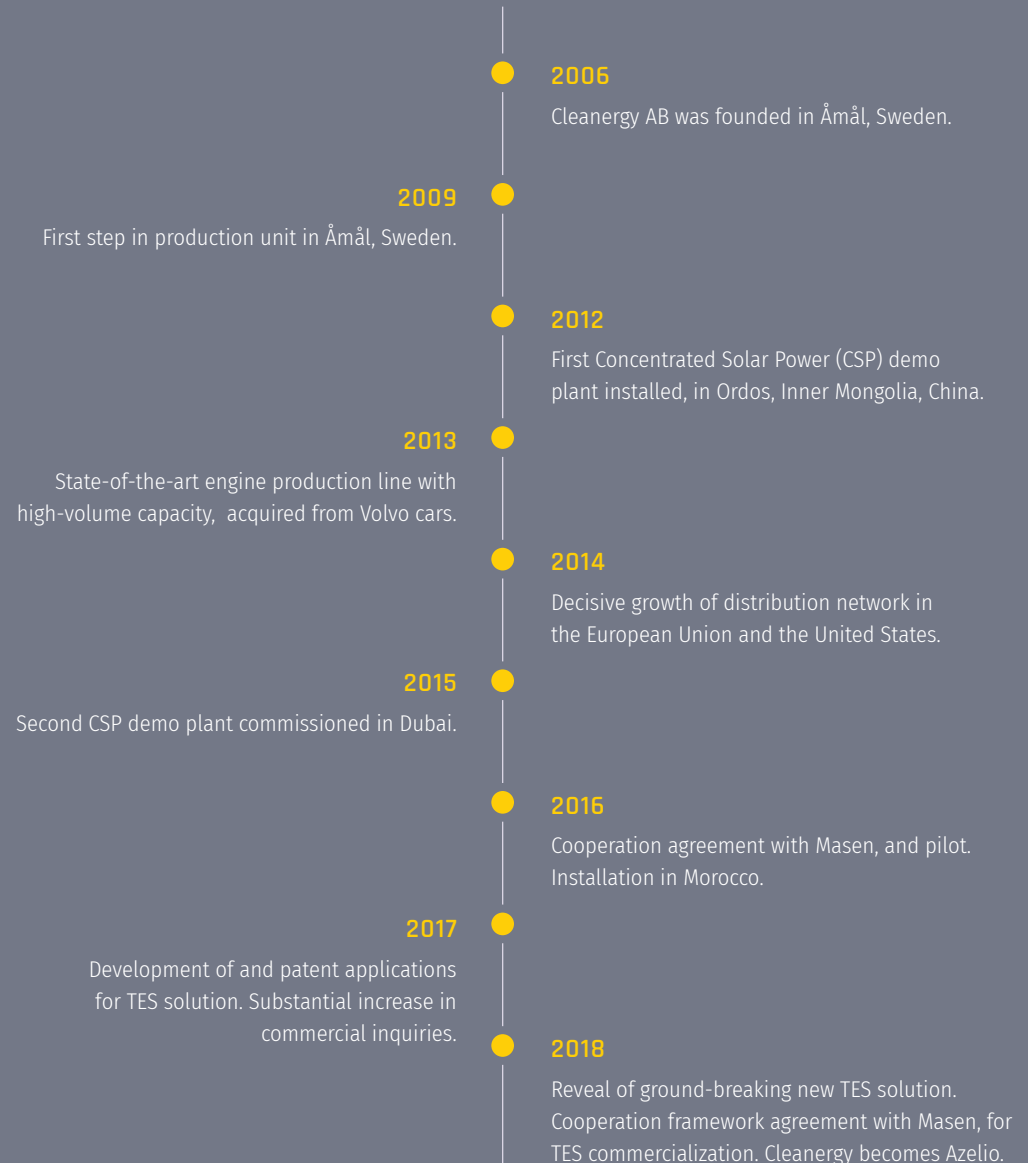 2006
Cleanergy AB was founded in Åmål, Sweden.
2009
First step in production unit in Åmål, Sweden.
2012
First Concentrated Solar Power (CSP) demo
plant installed, in Ordos, Inner Mongolia, China.
2013
State-of-the-art engine production line with
high-volume capacity,  acquired from Volvo cars.
2014
Decisive growth of distribution network in
the European Union and the United States.
2015
Second CSP demo plant commissioned in Dubai.
2016
Cooperation agreement with Masen, and pilot.
Installation in Morocco.
2017
Development of and patent applications
for TES solution. Substantial increase in
commercial inquiries.
2018
Reveal of ground-breaking new TES solution.
Cooperation framework agreement with Masen, for
TES commercialization. Cleanergy becomes Azelio.